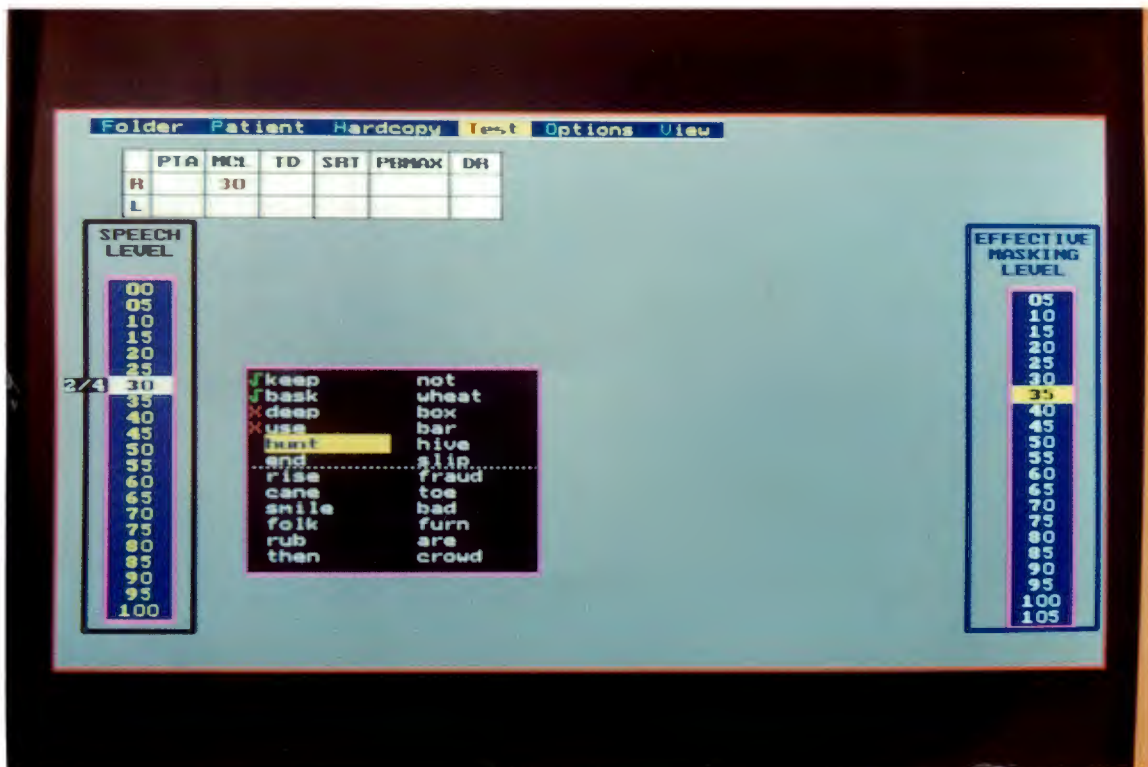 Folder Patient Hardcopy Test Options View
PTA MCL TD SRT PBMAX DR
R 30
L
SPEECH
LEVEL
00
05
10
15
20
25
2/4 30
35
40
45
50
55
60
65
70
75
80
85
90
95
100
√keep not
√bask wheat
×deep box
×use bar
hunt hive
end slip
rise fraud
cane toe
smile bad
folk furn
rub are
then crowd
EFFECTIVE
MASKING
LEVEL
05
10
15
20
25
30
35
40
45
50
55
60
65
70
75
80
85
90
95
100
105